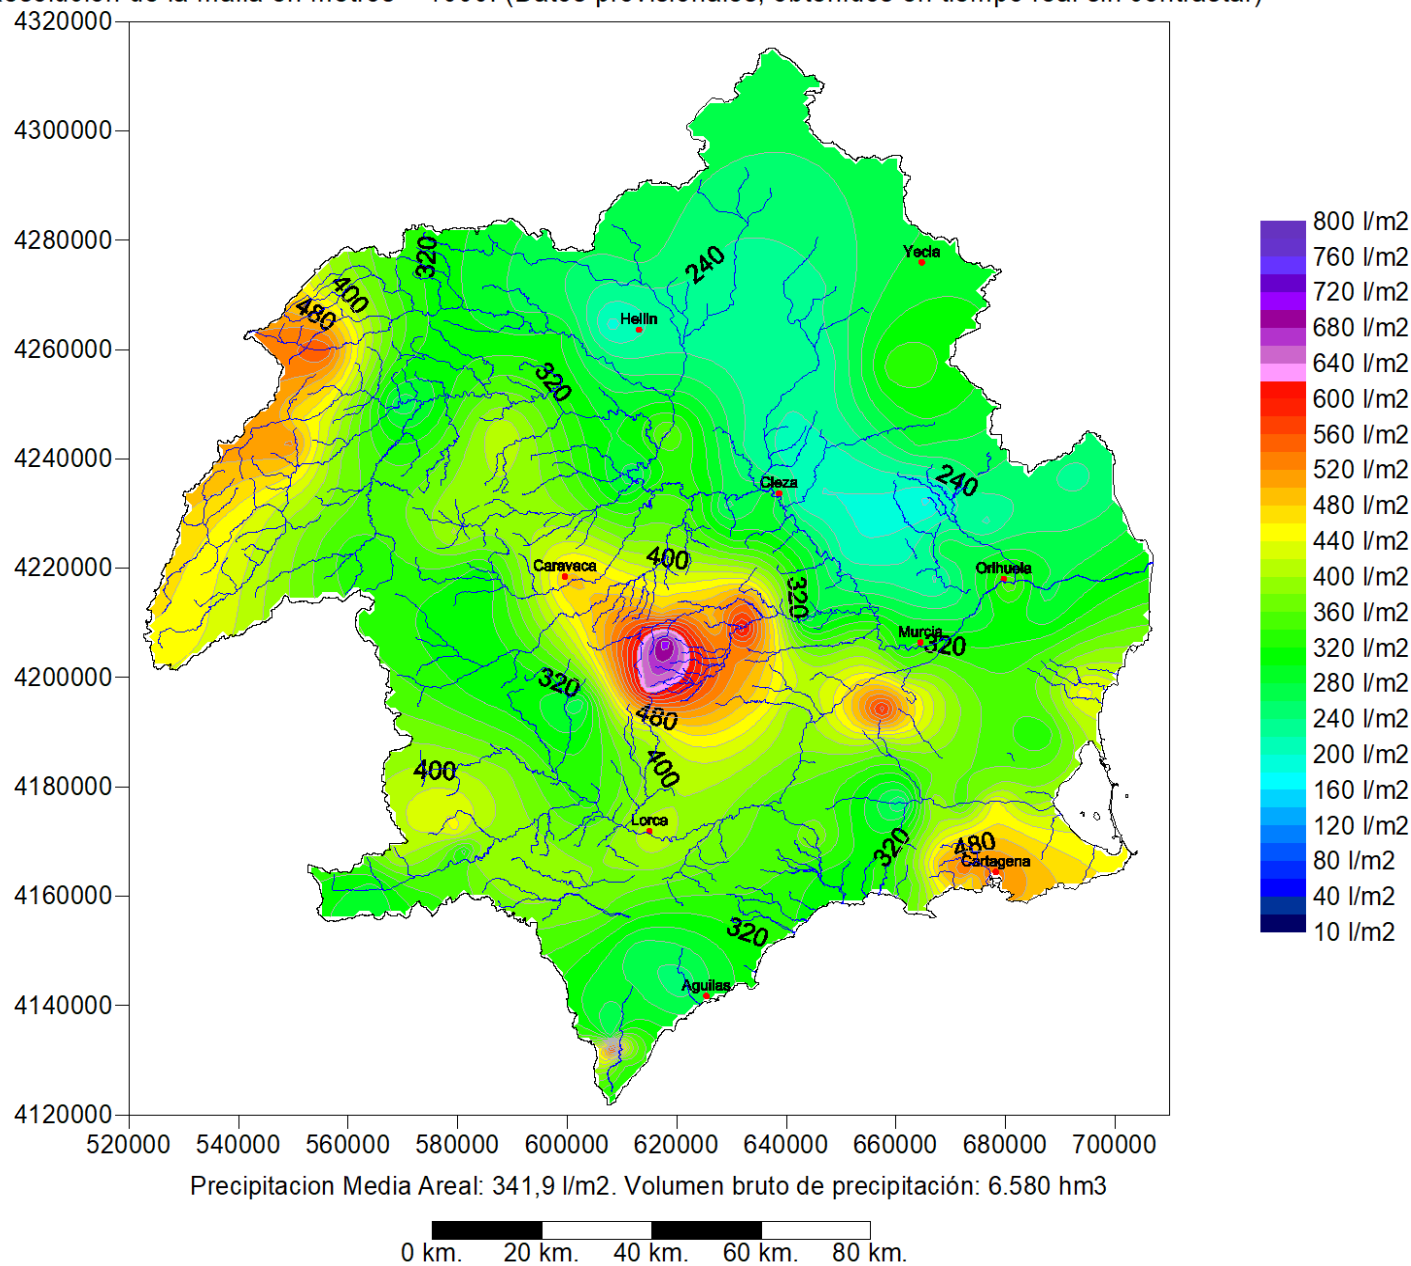 4320000
4300000
4280000
4260000
4240000
4220000
4200000
4180000
4160000
4140000
4120000
520000 540000 560000 580000 600000 620000 640000 660000 680000 700000
320
240
Yecla
400
480
Hellin
320
Cieza
240
400
Caravaca
320
Orihuela
Murcia
320
320
480
400
400
Lorca
320
480
Cartagena
320
Aguilas
800 l/m2
760 l/m2
720 l/m2
680 l/m2
640 l/m2
600 l/m2
560 l/m2
520 l/m2
480 l/m2
440 l/m2
400 l/m2
360 l/m2
320 l/m2
280 l/m2
240 l/m2
200 l/m2
160 l/m2
120 l/m2
80 l/m2
40 l/m2
10 l/m2
Precipitacion Media Areal: 341,9 l/m2. Volumen bruto de precipitación: 6.580 hm3
0 km. 20 km. 40 km. 60 km. 80 km.